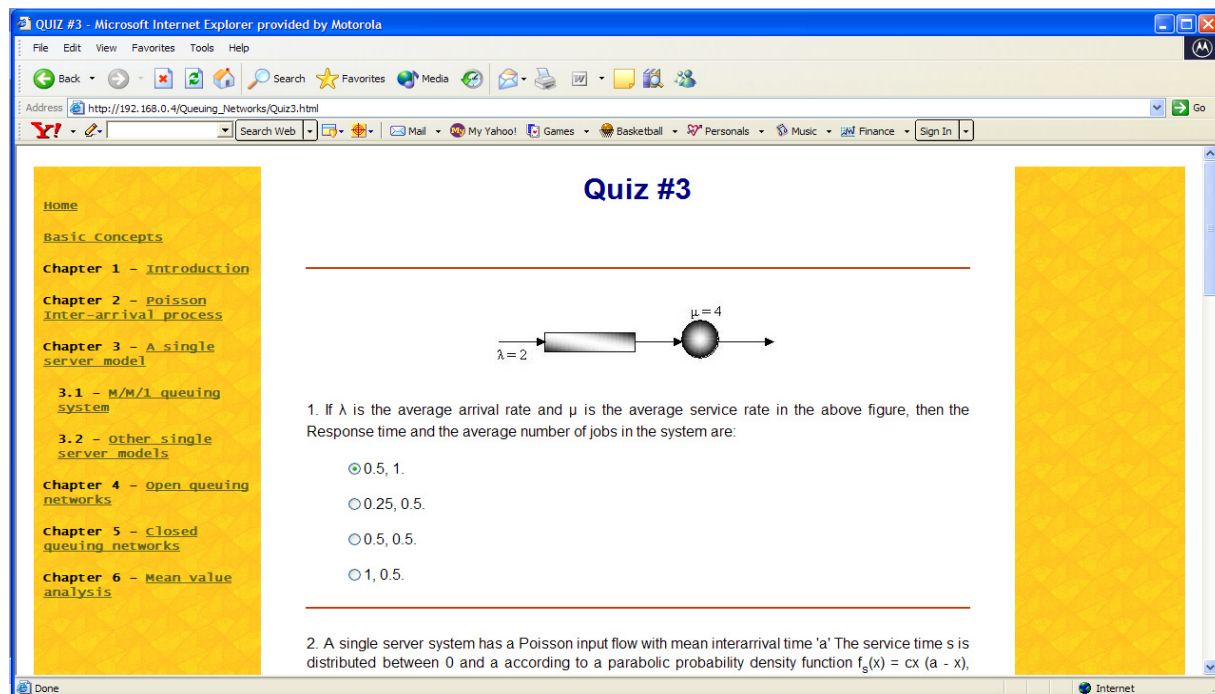 QUIZ #3 - Microsoft Internet Explorer provided by Motorola
File Edit View Favorites Tools Help
Back Search Favorites Media
Address http://192.168.0.4/Queuing_Networks/Quiz3.html Go
Y! Search Web Mail My Yahoo! Games Basketball Personals Music Finance Sign In
Quiz #3
Home
Basic Concepts
Chapter 1 - Introduction
Chapter 2 - Poisson
Inter-arrival process
Chapter 3 - A single
server model
3.1 - M/M/1 queuing
system
3.2 - Other single
server models
Chapter 4 - Open queuing
networks
Chapter 5 - Closed
queuing networks
Chapter 6 - Mean value
analysis
μ=4
λ=2
1. If λ is the average arrival rate and μ is the average service rate in the above figure, then the
Response time and the average number of jobs in the system are:
0.5, 1.
0.25, 0.5.
0.5, 0.5.
1, 0.5.
2. A single server system has a Poisson input flow with mean interarrival time 'a' The service time s is
distributed between 0 and a according to a parabolic probability density function fs(x) = cx (a - x),
Done Internet